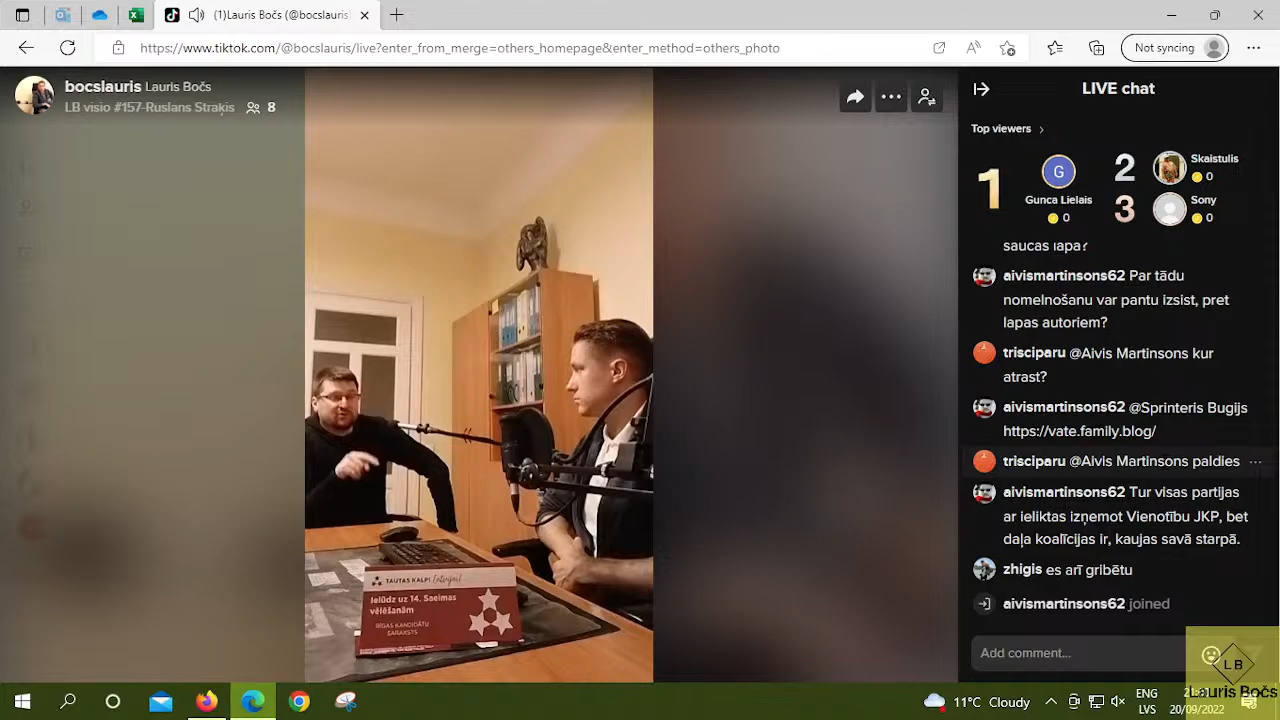 (1)Lauris Bočs (@bocslauris
https://www.tiktok.com/@bocslauris/live?enter_from_merge=others_homepage&enter_method=others_photo
Not syncing
bocslauris Lauris Bočs
LB visio #157-Ruslans Straķis 8
LIVE chat
Top viewers
1
G
Gunca Lielais
0
2
Skaistulis
0
3
Sony
0
saucas lapa?
aivismartinsons62 Par tādu
nomelnošanu var pantu izsist, pret
lapas autoriem?
trisciparu @Aivis Martinsons kur
atrast?
aivismartinsons62 @Sprinteris Bugijs
https://vate.family.blog/
trisciparu @Aivis Martinsons paldies
aivismartinsons62 Tur visas partijas
ar ieliktas izņemot Vienotību JKP, bet
daļa koalīcijas ir, kaujas savā starpā.
zhigis es arī gribētu
aivismartinsons62 joined
Add comment...
TAUTAS KALPI Latvijai
Ielūdz uz 14. Saeimas
vēlēšanām
RĪGAS KANDIDĀTU
SARAKSTS
LB
Lauris Bočs
11°C Cloudy
ENG
LVS
20/09/2022